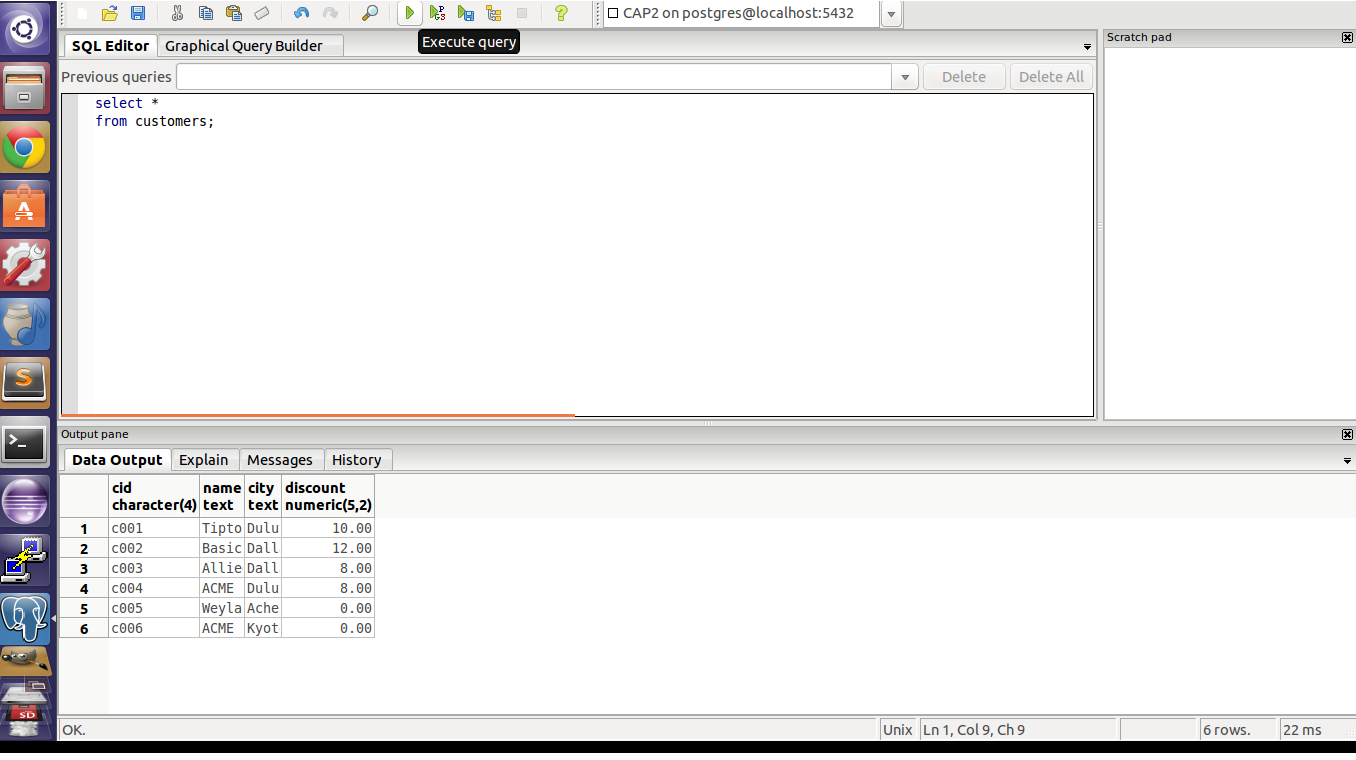 CAP2 on postgres@localhost:5432
Execute query
SQL Editor Graphical Query Builder
Scratch pad
Previous queries Delete Delete All
select *
from customers;
Output pane
Data Output Explain Messages History
cid name city discount
character(4) text text numeric(5,2)
1 c001 Tipto Dulu 10.00
2 c002 Basic Dall 12.00
3 c003 Allie Dall 8.00
4 c004 ACME Dulu 8.00
5 c005 Weyla Ache 0.00
6 c006 ACME Kyot 0.00
OK. Unix Ln 1, Col 9, Ch 9 6 rows. 22 ms